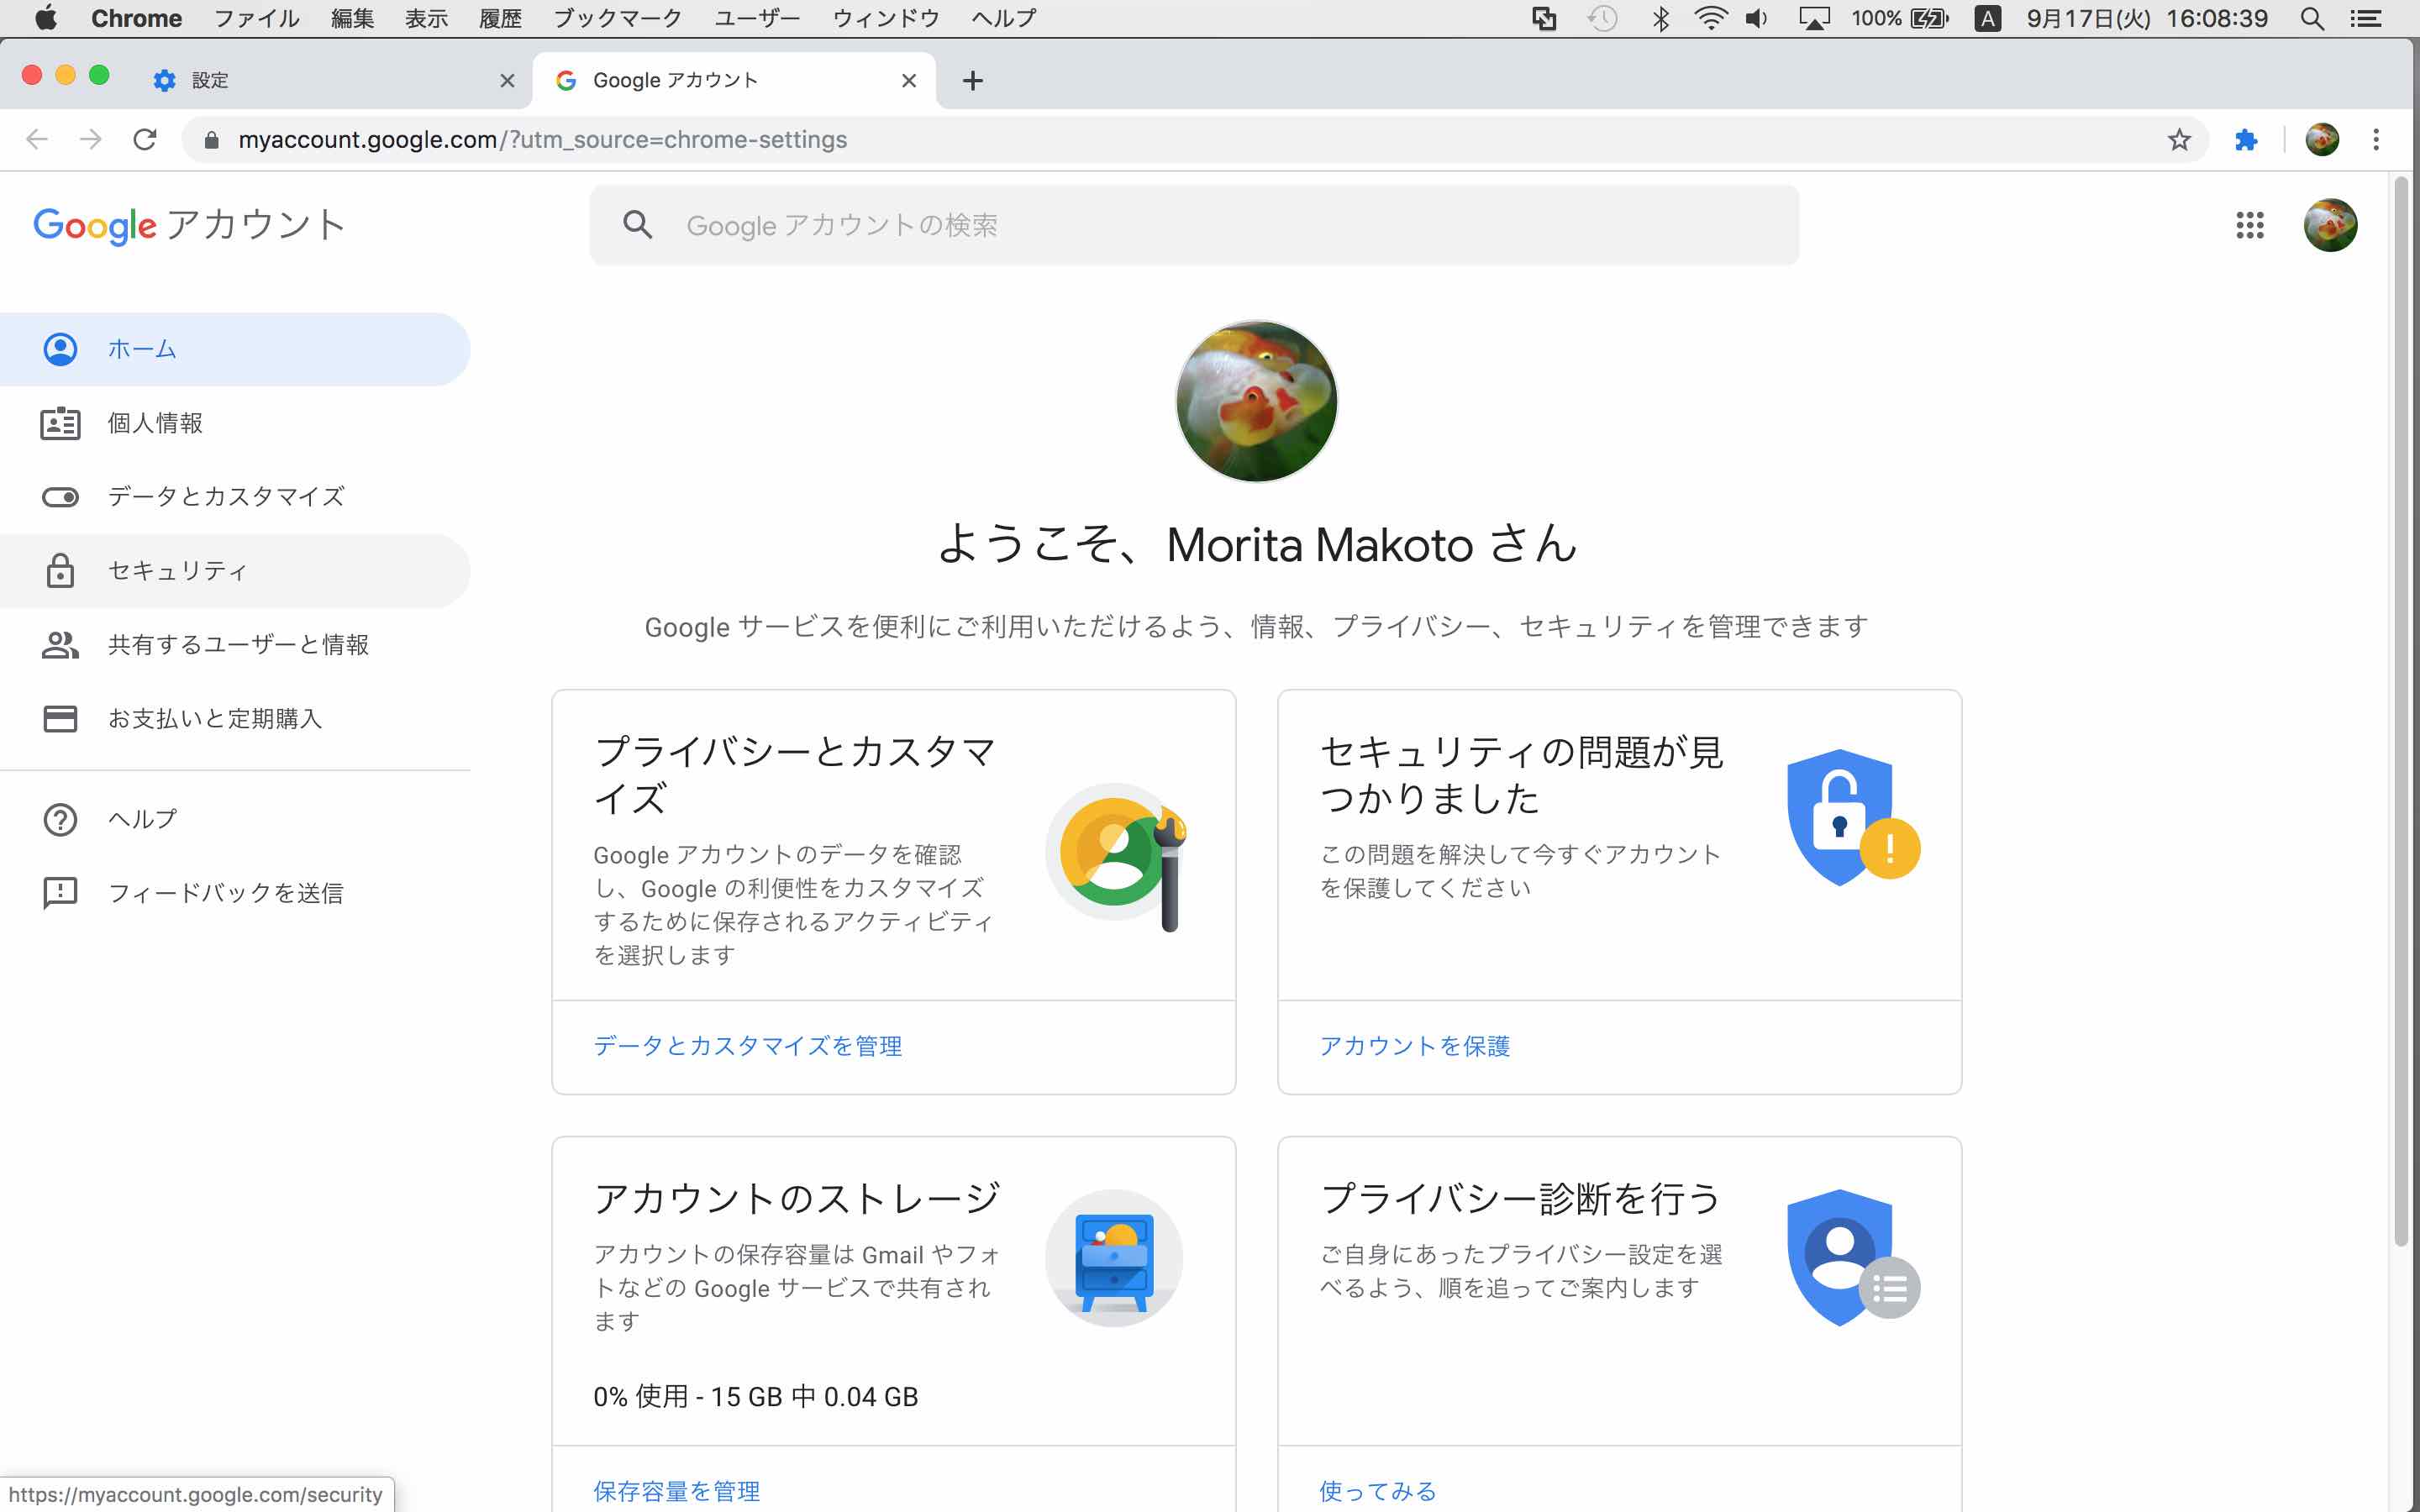 Chrome ファイル 編集 表示 履歴 ブックマーク ユーザー ウィンドウ ヘルプ 100% A 9月17日(火) 16:08:39
設定
Google アカウント
myaccount.google.com/?utm_source=chrome-settings
Google アカウント
Google アカウントの検索
ホーム
個人情報
データとカスタマイズ
セキュリティ
共有するユーザーと情報
お支払いと定期購入
ヘルプ
フィードバックを送信
ようこそ、Morita Makoto さん
Google サービスを便利にご利用いただけるよう、情報、プライバシー、セキュリティを管理できます
プライバシーとカスタマ
イズ
Google アカウントのデータを確認
し、Google の利便性をカスタマイズ
するために保存されるアクティビティ
を選択します
データとカスタマイズを管理
セキュリティの問題が見
つかりました
この問題を解決して今すぐアカウント
を保護してください
アカウントを保護
アカウントのストレージ
アカウントの保存容量は Gmail やフォ
トなどの Google サービスで共有され
ます
0% 使用 - 15 GB 中 0.04 GB
保存容量を管理
プライバシー診断を行う
ご自身にあったプライバシー設定を選
べるよう、順を追ってご案内します
使ってみる
https://myaccount.google.com/security